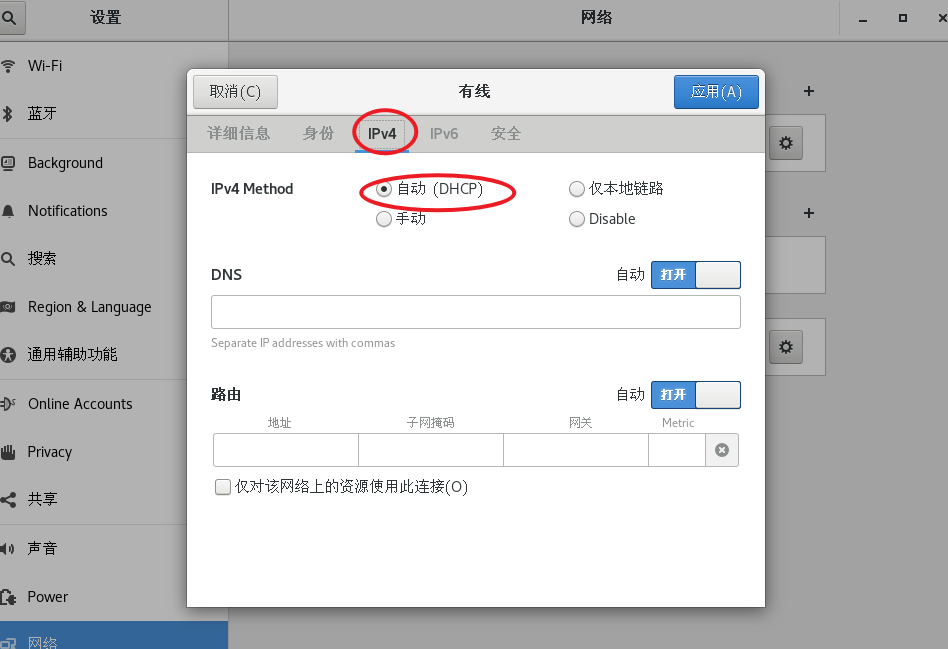 设置
网络
Wi-Fi
蓝牙
Background
Notifications
搜索
Region & Language
通用辅助功能
Online Accounts
Privacy
共享
声音
Power
网络
取消(C)
有线
应用(A)
详细信息 身份 IPv4 IPv6 安全
IPv4 Method 自动 (DHCP) 仅本地链路
手动 Disable
DNS 自动 打开
Separate IP addresses with commas
路由 自动 打开
地址 子网掩码 网关 Metric
仅对该网络上的资源使用此连接(O)